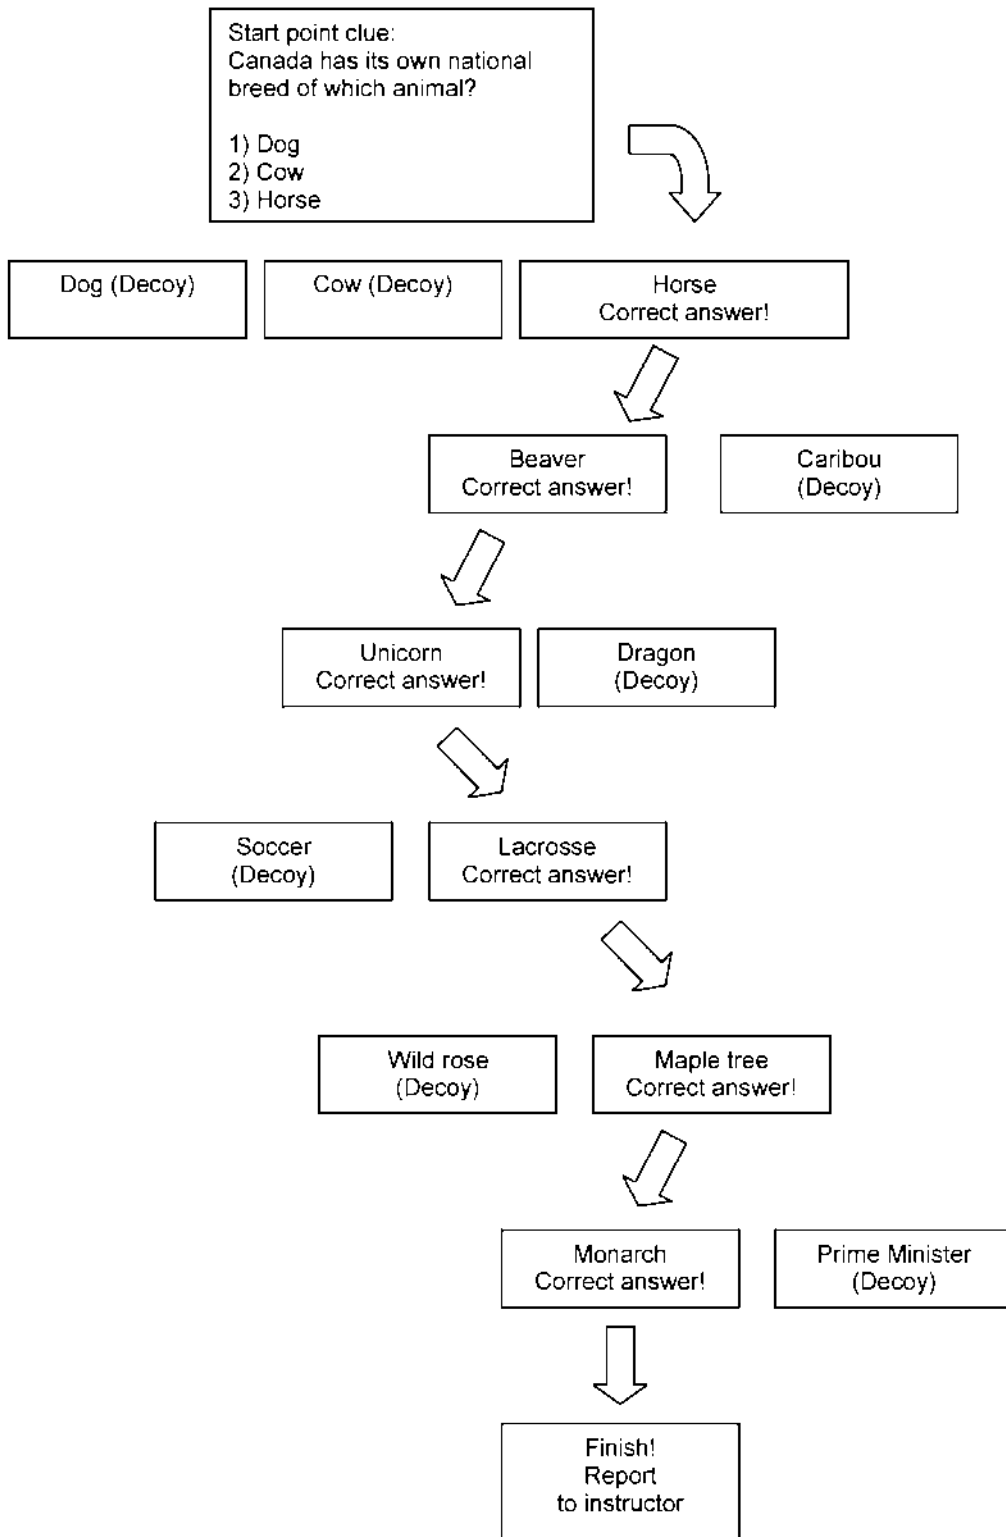 Start point clue:
Canada has its own national
breed of which animal?
1) Dog
2) Cow
3) Horse
Dog (Decoy)
Cow (Decoy)
Horse
Correct answer!
Beaver
Correct answer!
Caribou
(Decoy)
Unicorn
Correct answer!
Dragon
(Decoy)
Soccer
(Decoy)
Lacrosse
Correct answer!
Wild rose
(Decoy)
Maple tree
Correct answer!
Monarch
Correct answer!
Prime Minister
(Decoy)
Finish!
Report
to instructor